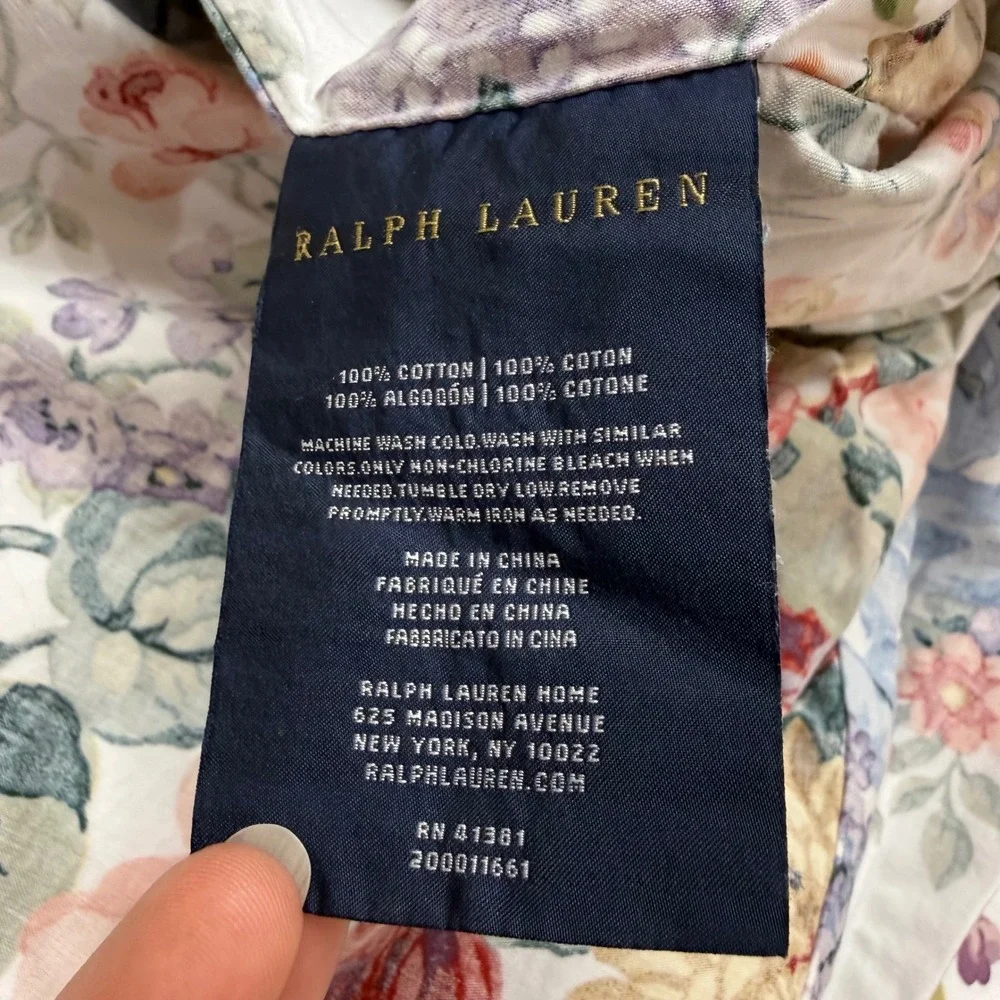 RALPH LAUREN
100% COTTON | 100% COTON
100% ALGODÓN | 100% COTONE
MACHINE WASH COLD.WASH WITH SIMILAR
COLORS.ONLY NON-CHLORINE BLEACH WHEN
NEEDED.TUMBLE DRY LOW.REMOVE
PROMPTLY.WARM IRON AS NEEDED.
MADE IN CHINA
FABRIQUÉ EN CHINE
HECHO EN CHINA
FABBRICATO IN CINA
RALPH LAUREN HOME
625 MADISON AVENUE
NEW YORK, NY 10022
RALPHLAUREN.COM
RN 41381
200011661